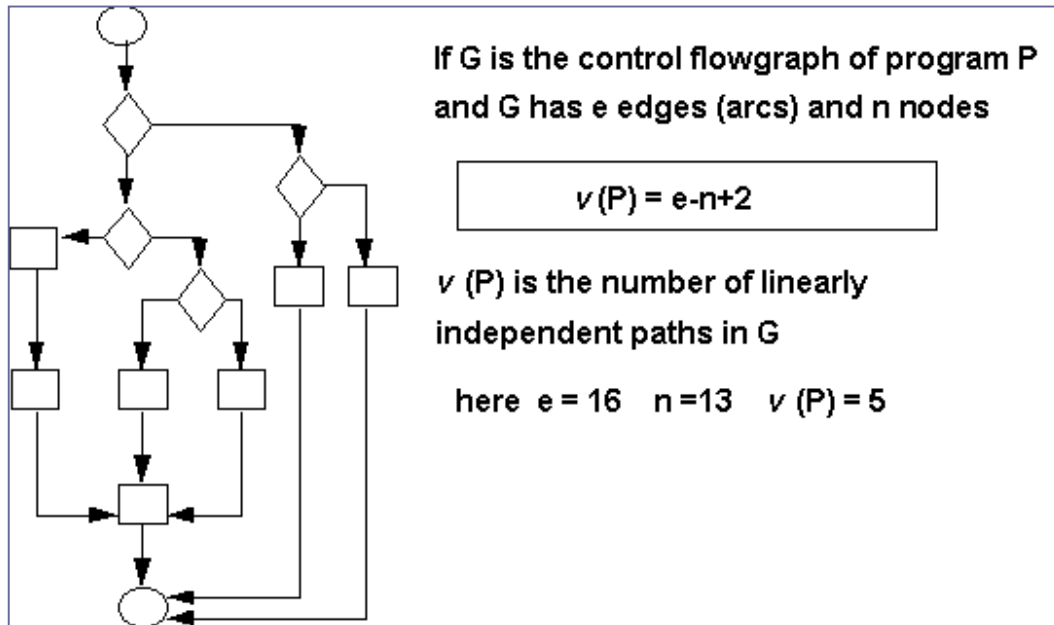 If G is the control flowgraph of program P
and G has e edges (arcs) and n nodes
v (P) = e-n+2
v (P) is the number of linearly
independent paths in G
here e = 16 n =13 v (P) = 5